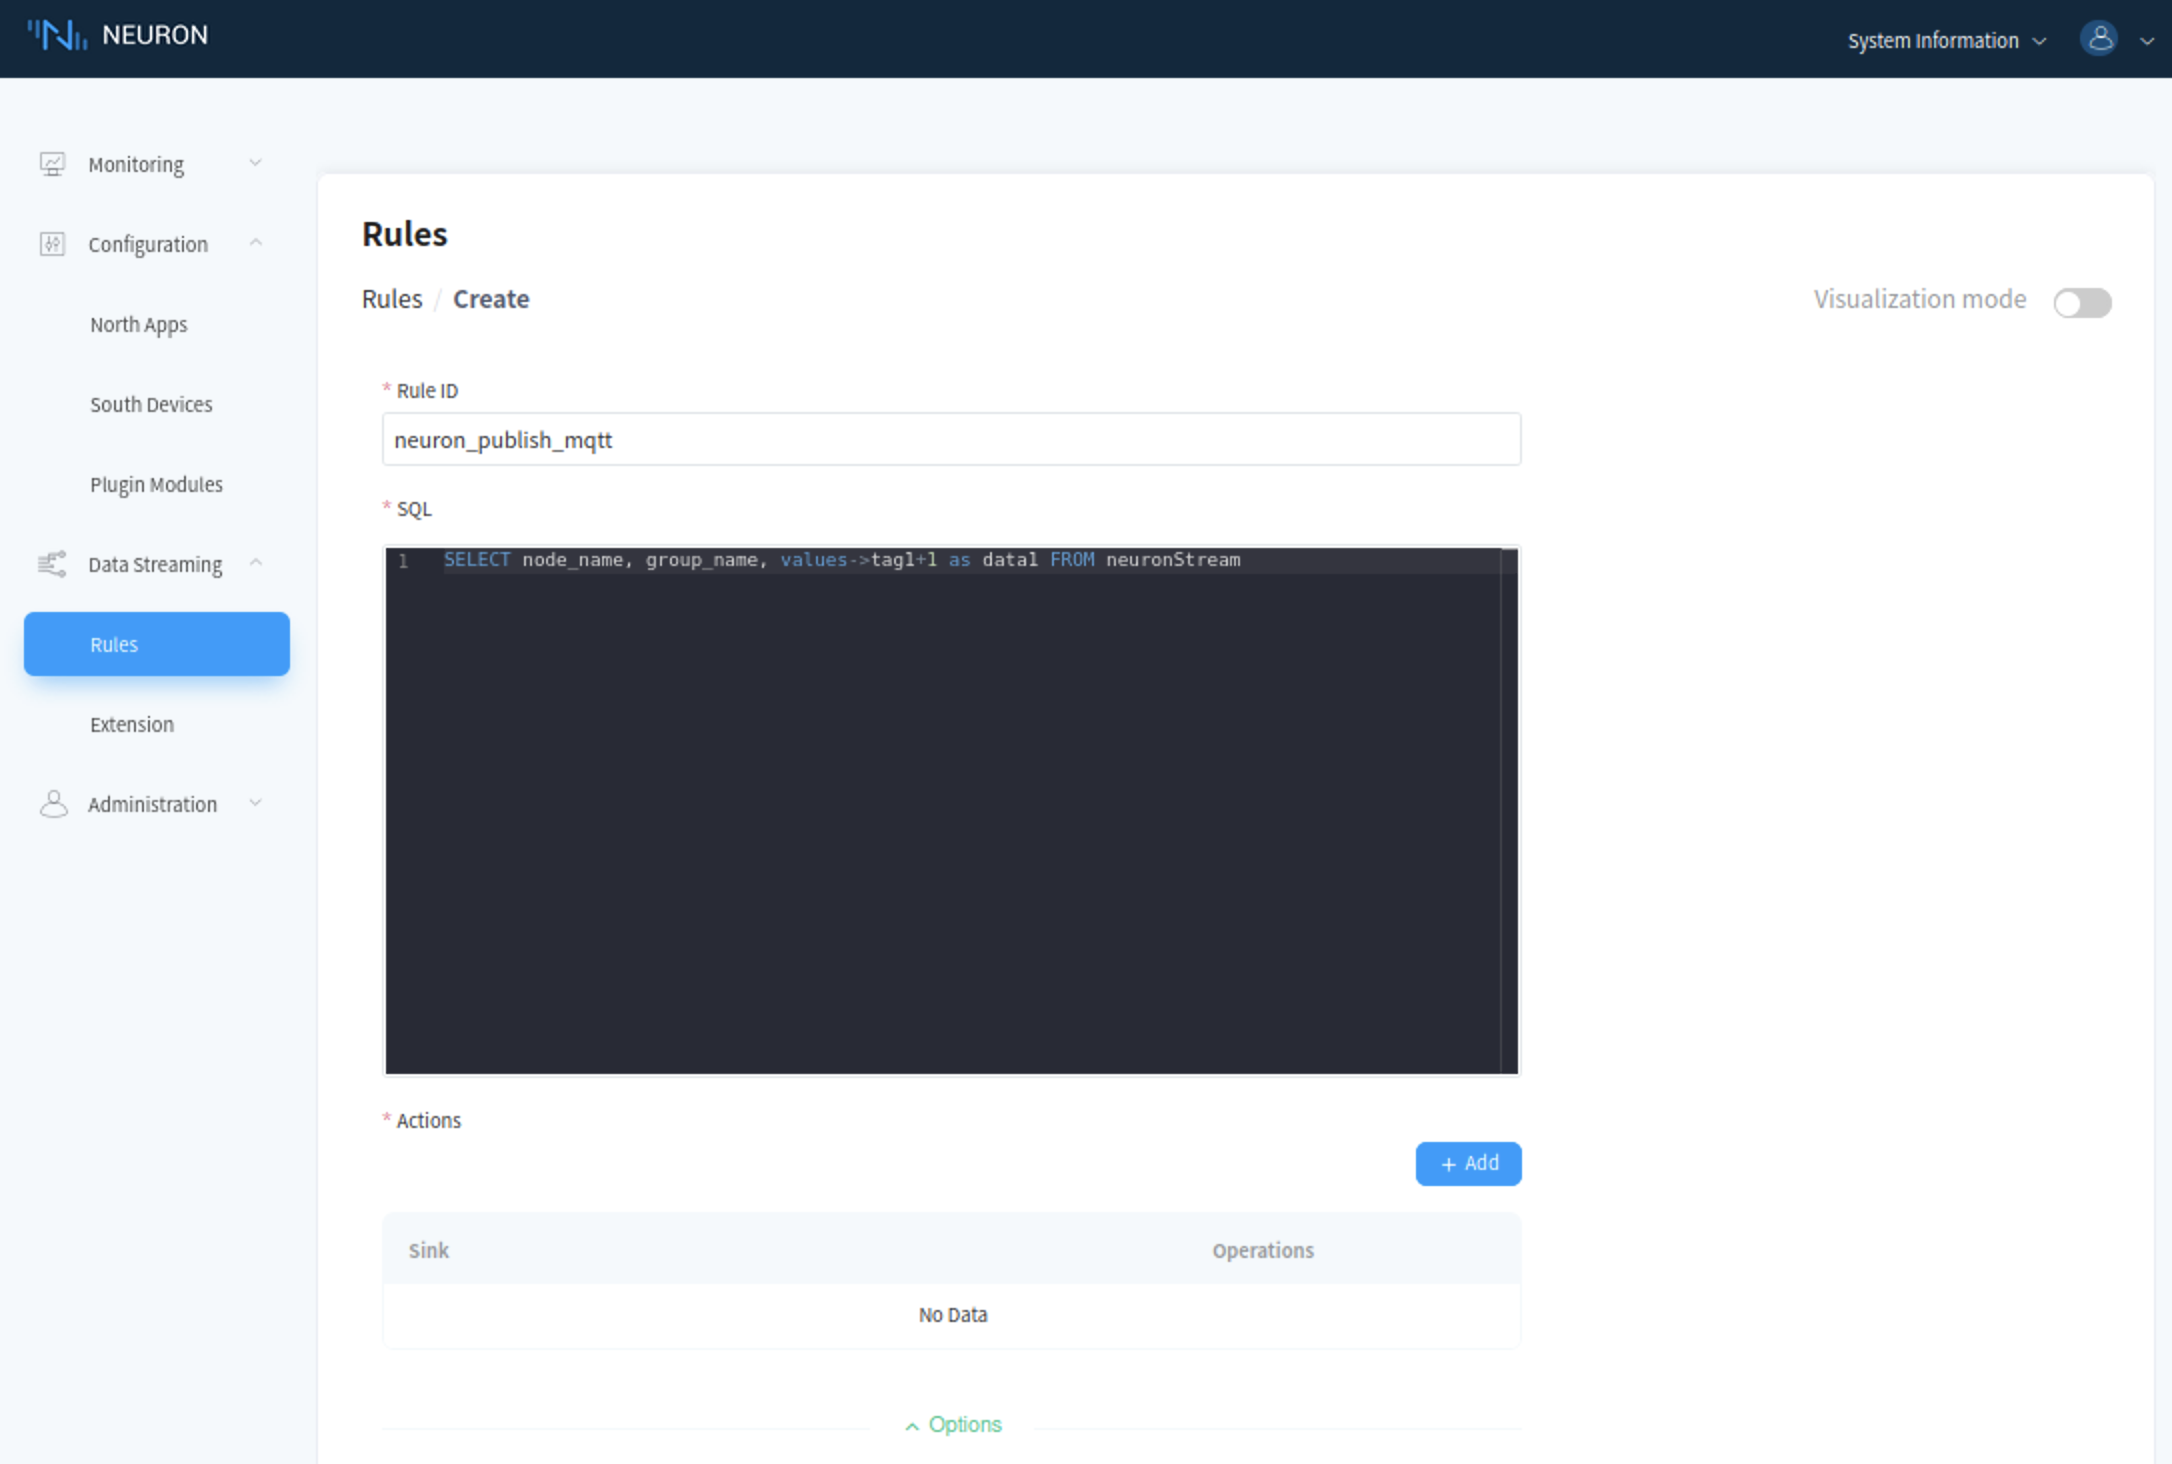 NEURON
System Information
Monitoring
Configuration
North Apps
South Devices
Plugin Modules
Data Streaming
Rules
Extension
Administration
Rules
Rules / Create
Visualization mode
* Rule ID
neuron_publish_mqtt
* SQL
1 SELECT node_name, group_name, values->tag1+1 as data1 FROM neuronStream
* Actions
+ Add
Sink Operations
No Data
Options